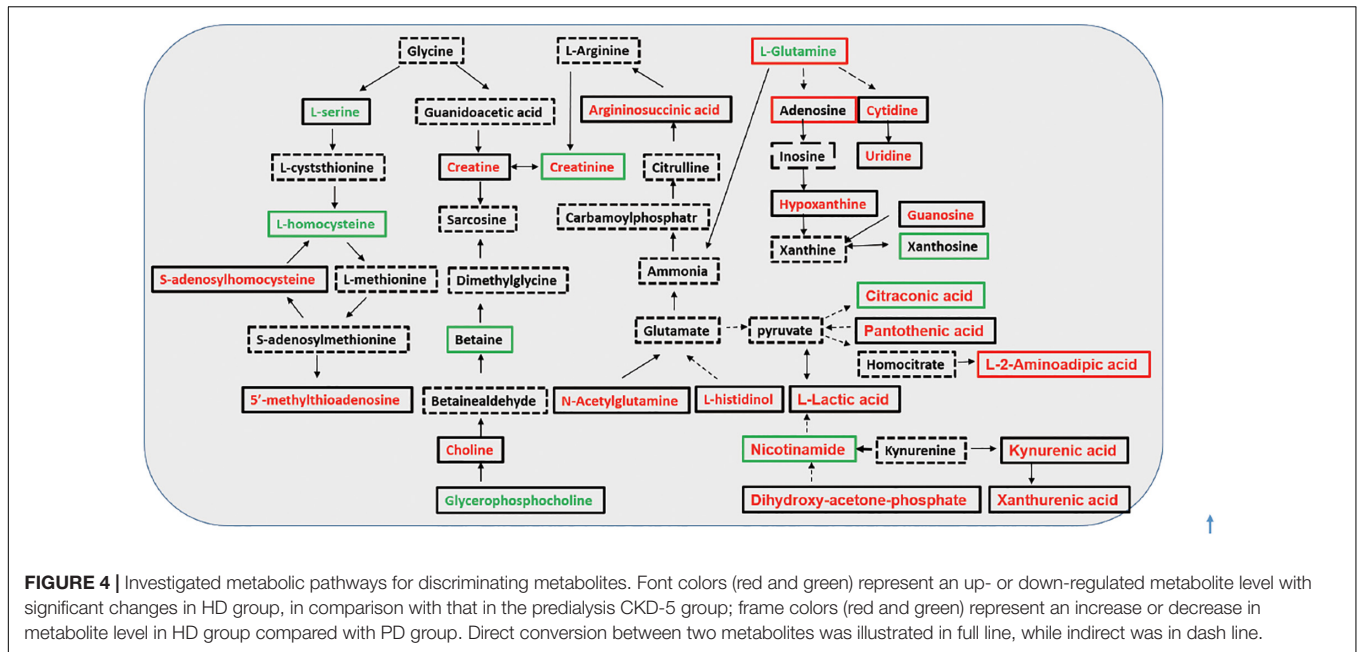 Glycine
L-Arginine
L-Glutamine
L-serine
Guanidoacetic acid
Argininosuccinic acid
Adenosine
Cytidine
L-cyststhionine
Creatine
Creatinine
Citrulline
Inosine
Uridine
L-homocysteine
Sarcosine
Carbamoylphosphatr
Hypoxanthine
Guanosine
Xanthine
Xanthosine
S-adenosylhomocysteine
L-methionine
Dimethylglycine
Ammonia
Citraconic acid
S-adenosylmethionine
Betaine
Glutamate
pyruvate
Pantothenic acid
Homocitrate
L-2-Aminoadipic acid
5′-methylthioadenosine
Betainealdehyde
N-Acetylglutamine
L-histidinol
L-Lactic acid
Choline
Nicotinamide
Kynurenine
Kynurenic acid
Glycerophosphocholine
Dihydroxy-acetone-phosphate
Xanthurenic acid
FIGURE 4 | Investigated metabolic pathways for discriminating metabolites. Font colors (red and green) represent an up- or down-regulated metabolite level with
significant changes in HD group, in comparison with that in the predialysis CKD-5 group; frame colors (red and green) represent an increase or decrease in
metabolite level in HD group compared with PD group. Direct conversion between two metabolites was illustrated in full line, while indirect was in dash line.